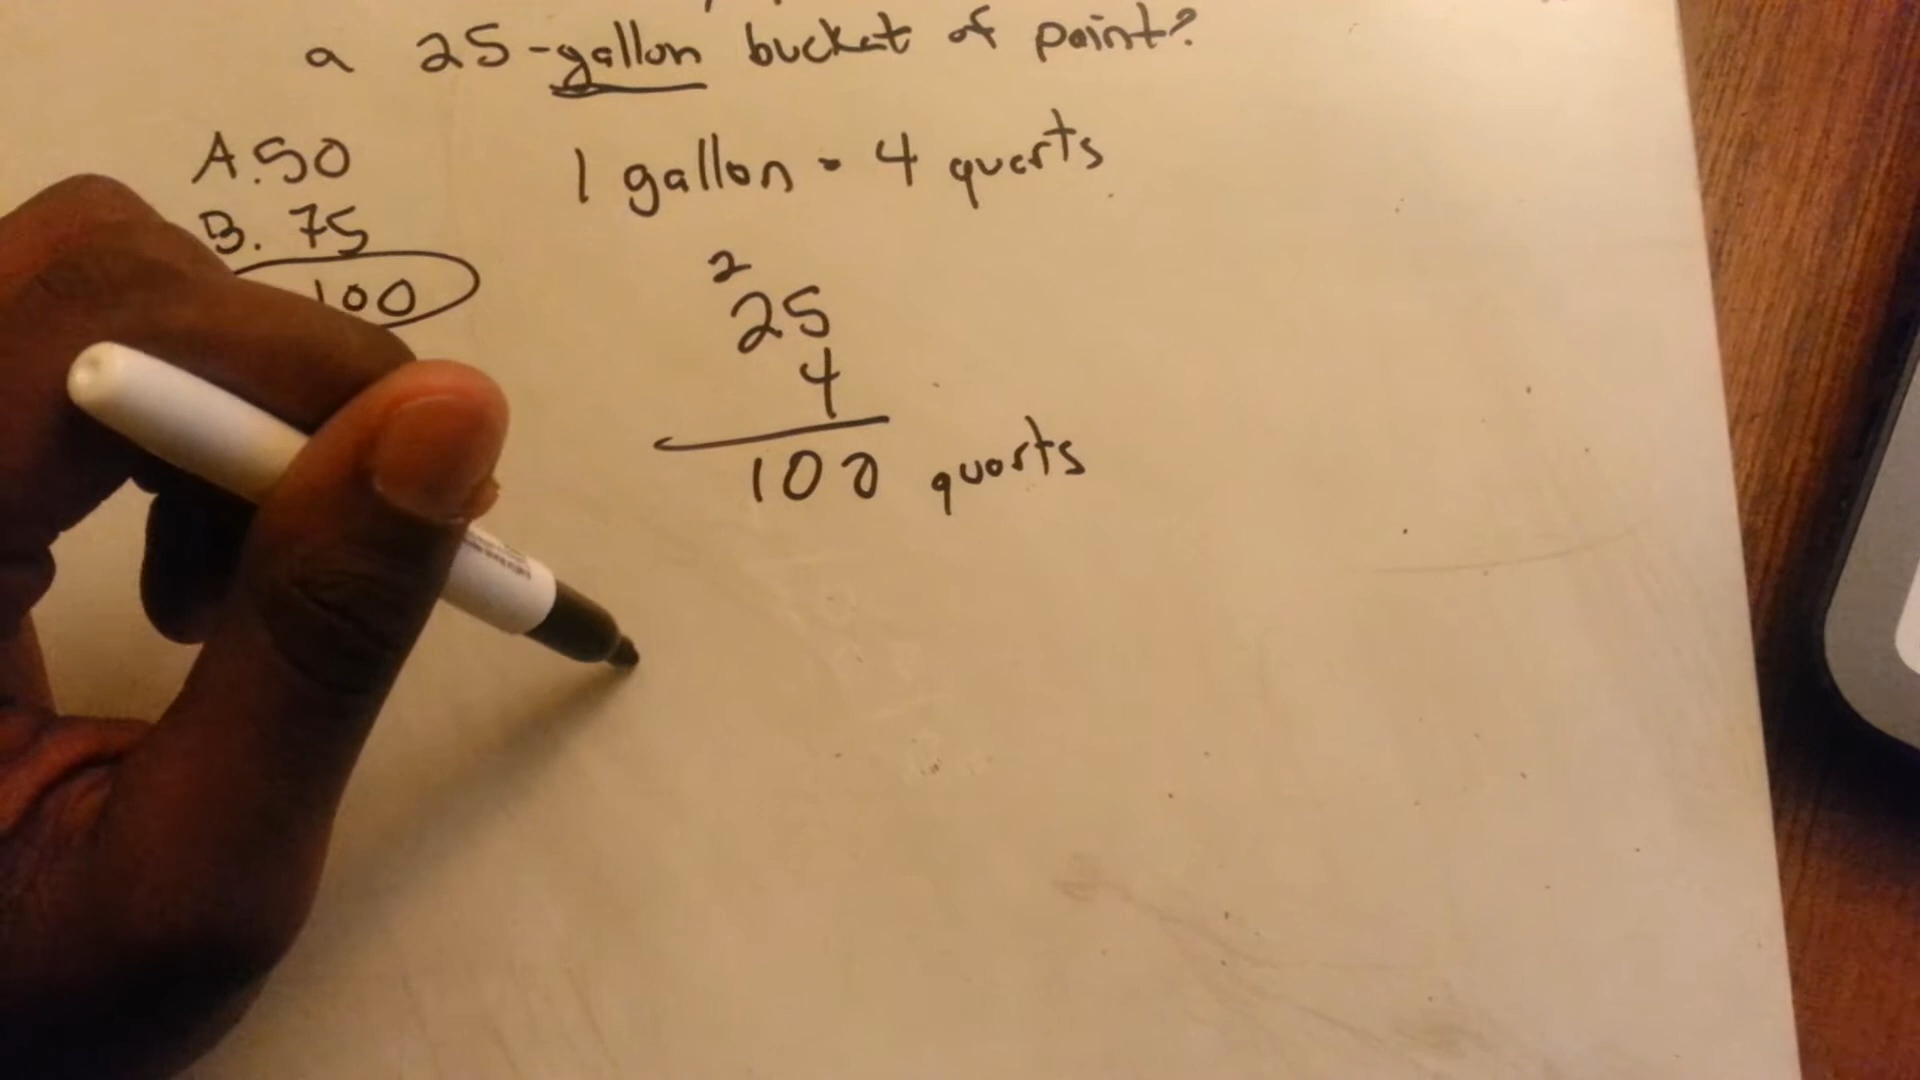 a 25-gallon bucket of paint?
A. 50
B. 75
100
1 gallon = 4 quarts
2
25
4
100 quarts